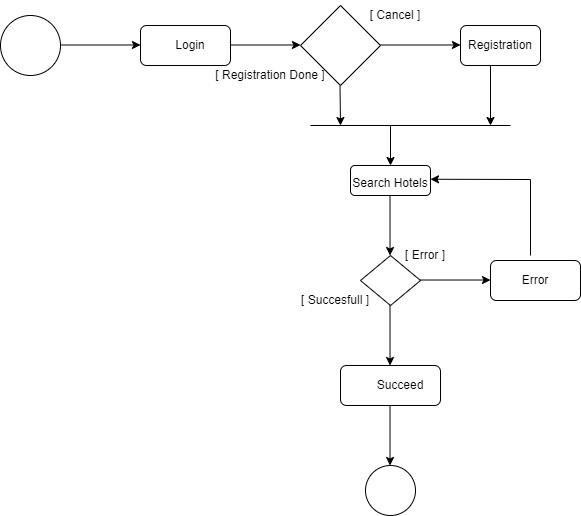 [ Cancel ]
Login
Registration
[ Registration Done ]
Search Hotels
[ Error ]
Error
[ Succesfull ]
Succeed